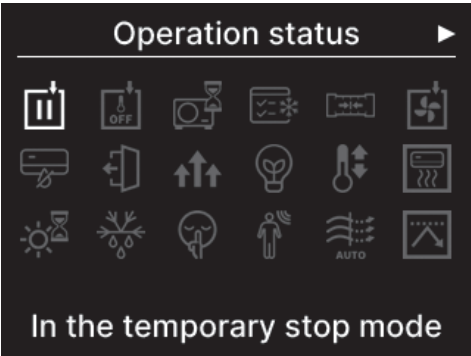 Operation status
OFF
AUTO
In the temporary stop mode